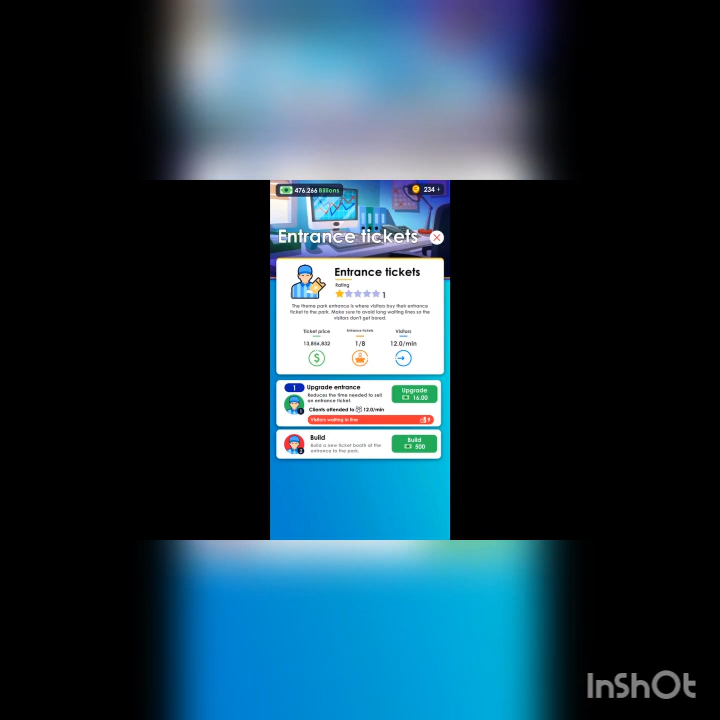 476.266 Billions
234 +
Entrance tickets
Entrance tickets
Rating
1
The theme park entrance is where visitors buy their entrance
ticket to the park. Make sure to avoid long waiting lines so the
visitors don't get bored.
Ticket price
Entrance tickets
Visitors
13,856,832
1/8
12.0/min
1
Upgrade entrance
Reduces the time needed to sell
an entrance ticket.
Upgrade
16.00
Clients attended to 12.0/min
1
Visitors waiting in line
9
Build
Build a new ticket booth at the
entrance to the park.
2
Build
500
InShOt